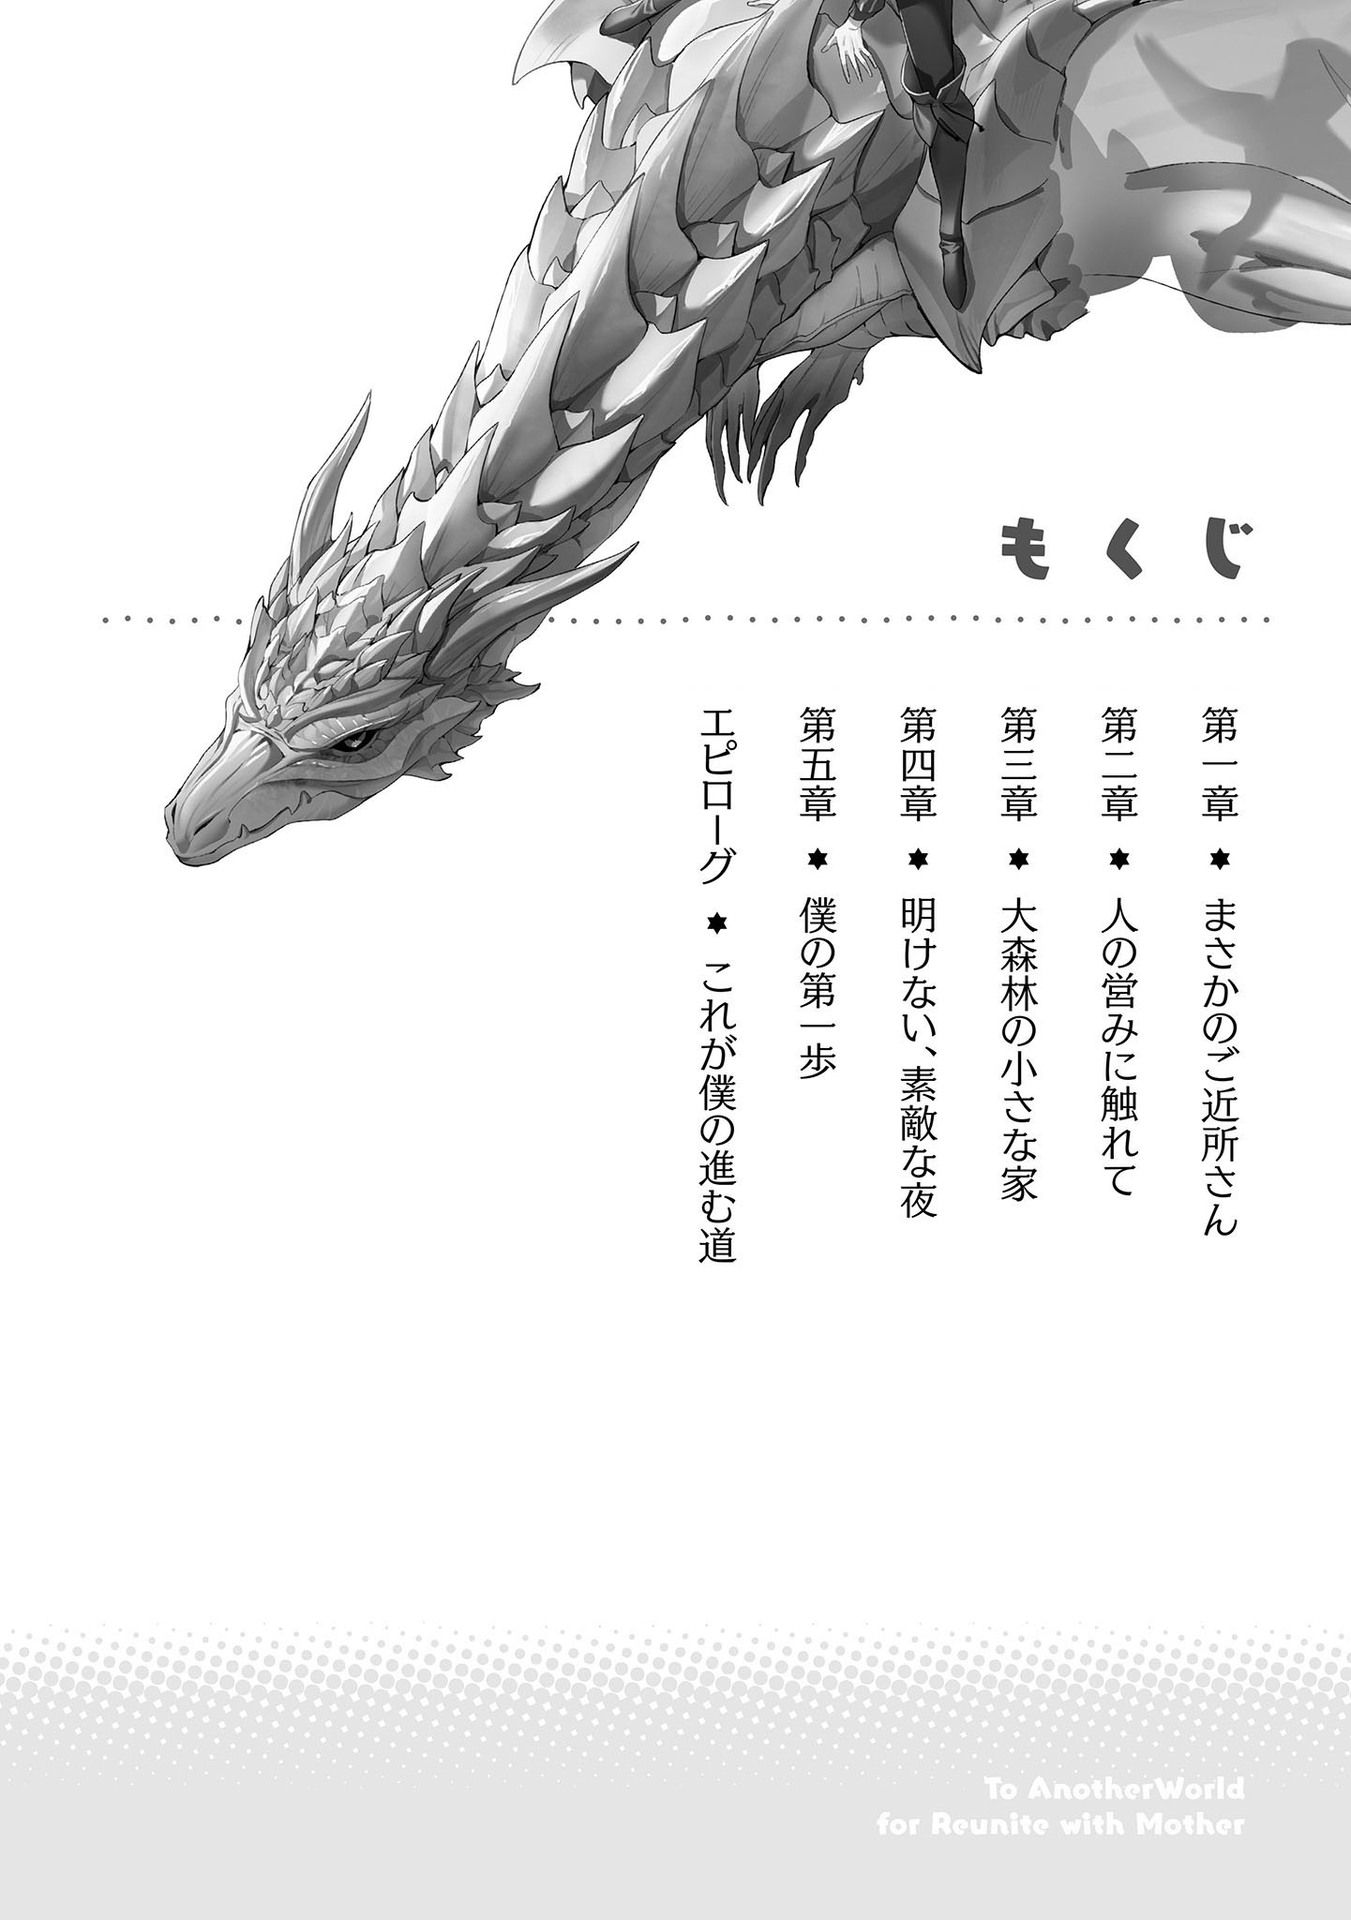 もくじ
第一章 ✶ まさかのご近所さん
第二章 ✶ 人の営みに触れて
第三章 ✶ 大森林の小さな家
第四章 ✶ 明けない、素敵な夜
第五章 ✶ 僕の第一歩
エピローグ ✶ これが僕の進む道
To AnotherWorld
for Reunite with Mother